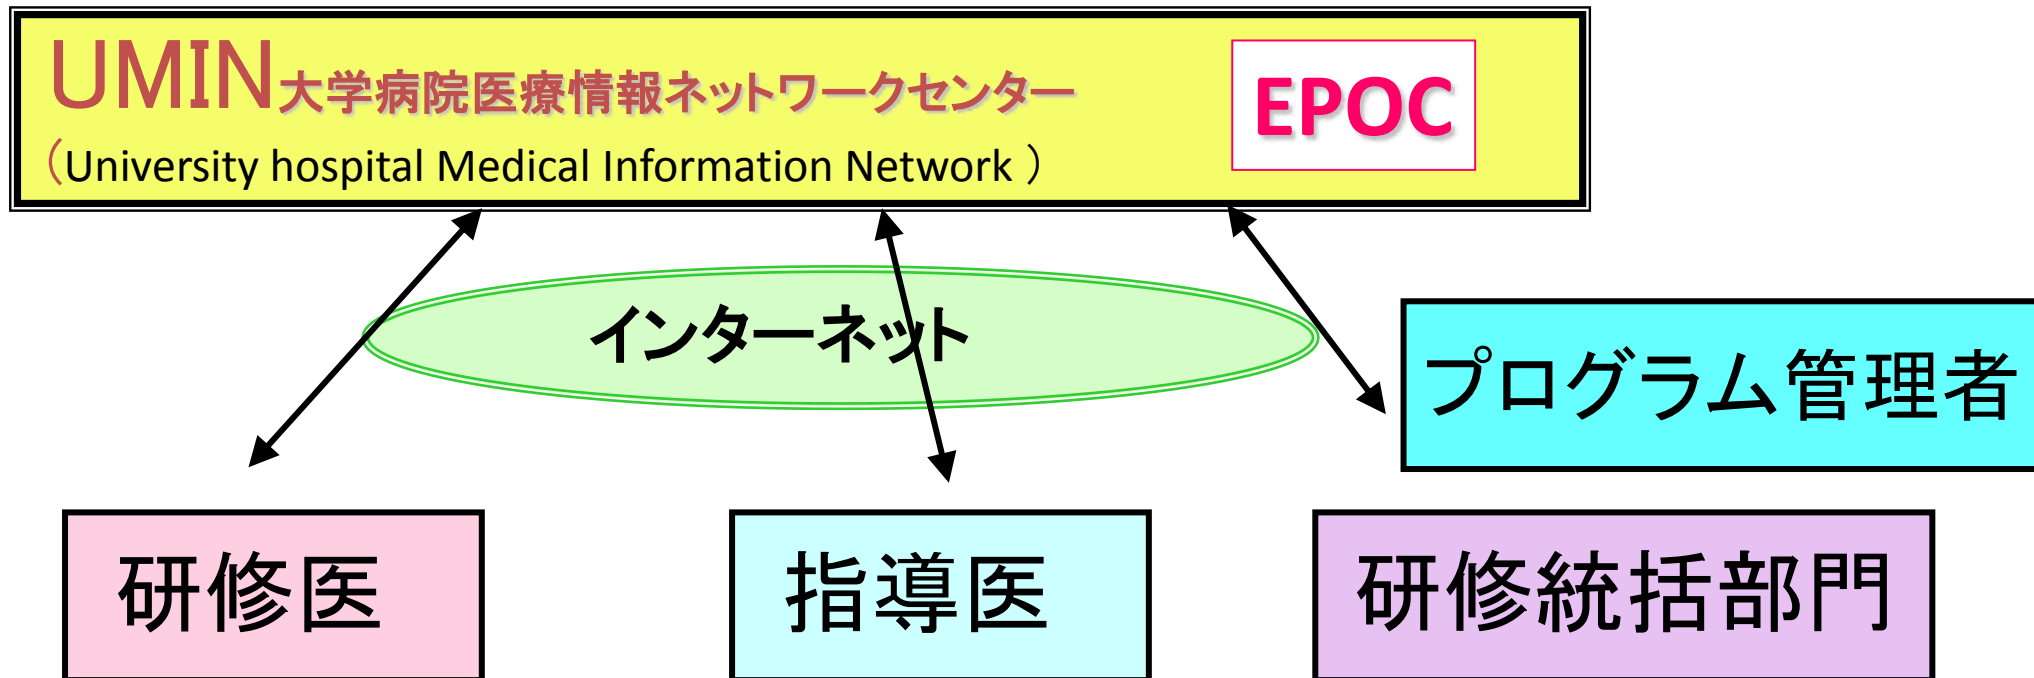 UMIN大学病院医療情報ネットワークセンター
（University hospital Medical Information Network ）
EPOC
インターネット
プログラム管理者
研修医
指導医
研修統括部門